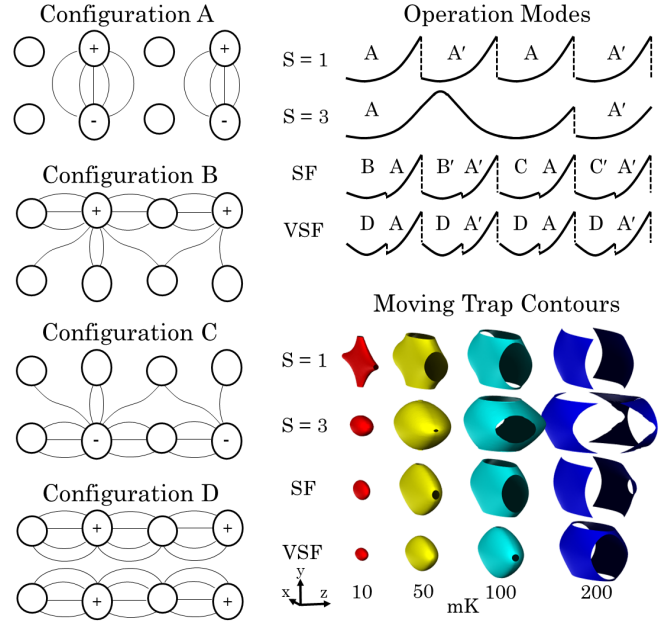 Configuration A
+ +
- -
Configuration B
+ +
Configuration C
- -
Configuration D
+ +
+ +
Operation Modes
S = 1 A A′ A A′
S = 3 A A′
SF B A B′ A′ C A C′ A′
VSF D A D A′ D A D A′
Moving Trap Contours
S = 1
S = 3
SF
VSF
y
x z
10 50 100 200
mK